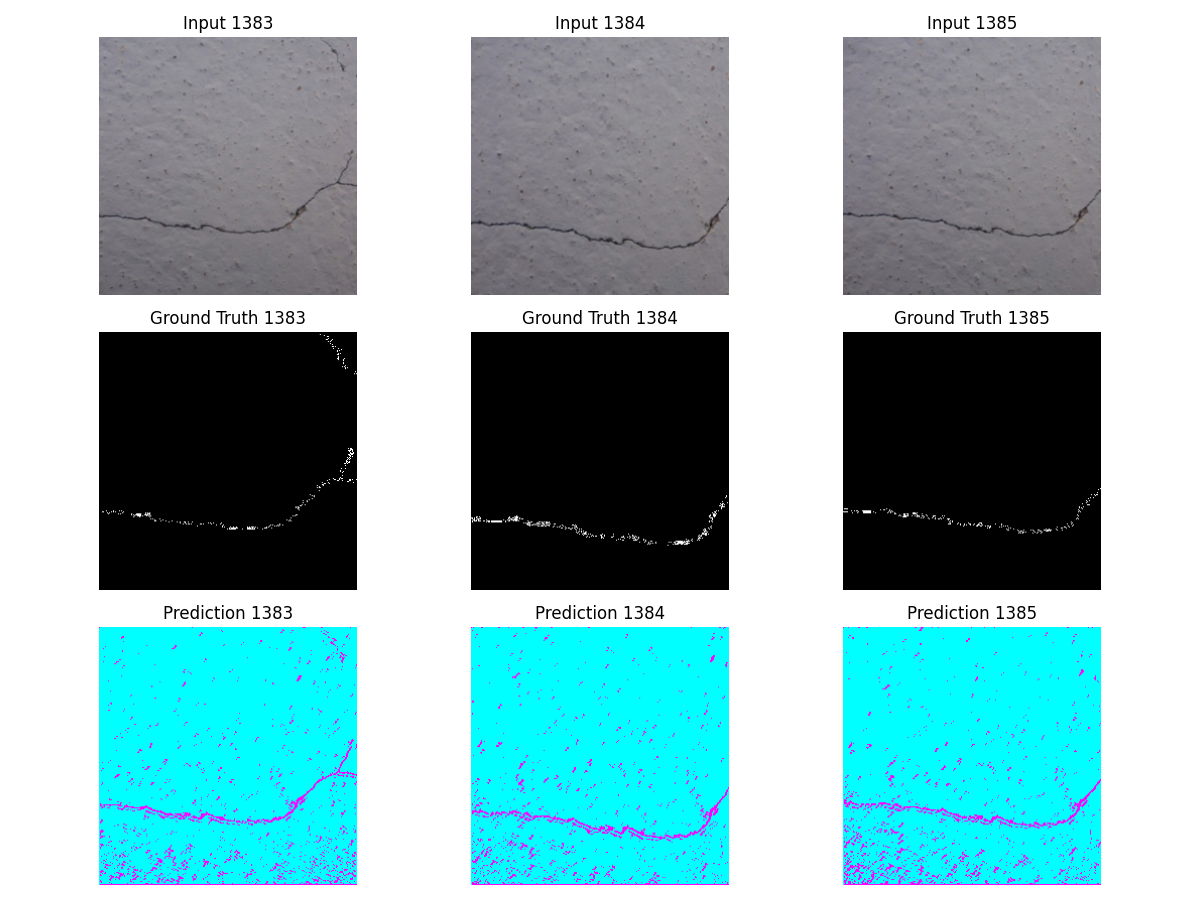 Input 1383
Input 1384
Input 1385
Ground Truth 1383
Ground Truth 1384
Ground Truth 1385
Prediction 1383
Prediction 1384
Prediction 1385